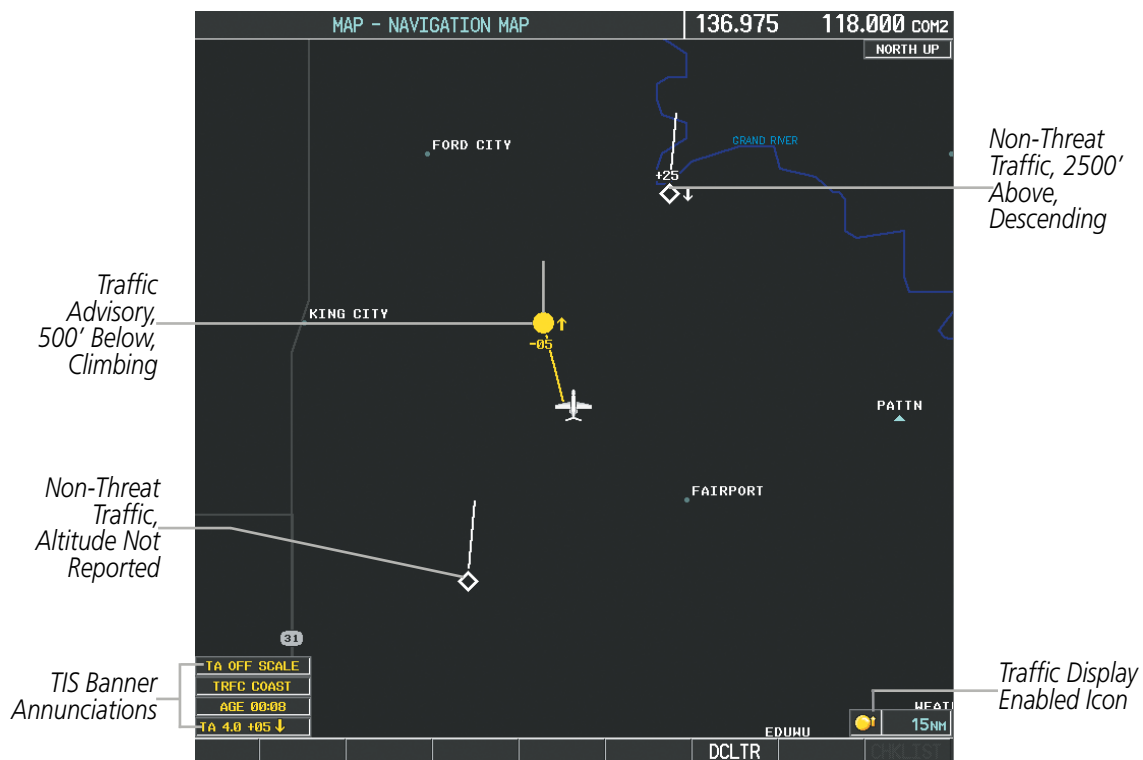 MAP - NAVIGATION MAP
136.975 118.000 COM2
NORTH UP
FORD CITY
GRAND RIVER
+25
Non-Threat
Traffic, 2500'
Above,
Descending
Traffic
Advisory,
500' Below,
Climbing
KING CITY
-05
PATTN
Non-Threat
Traffic,
Altitude Not
Reported
FAIRPORT
31
TIS Banner
Annunciations
TA OFF SCALE
TRFC COAST
AGE 00:08
TA 4.0 +05 ↓
Traffic Display
Enabled Icon
WEAT
15NM
EDUWU
DCLTR
CHKLIST